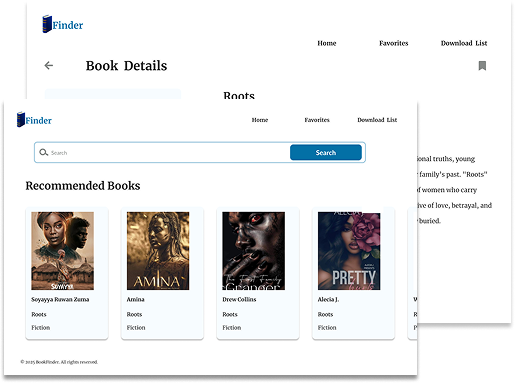 Finder
Home Favorites Download List
Book Details
Roots
ional truths, young
family's past. "Roots"
of women who carry
ive of love, betrayal, and
buried.
Finder
Home Favorites Download List
Search Search
Recommended Books
SOYAYYA
AMINA
Granger
ALECIA J.
PRETTY
Soyayya Ruwan Zuma
Roots
Fiction
Amina
Roots
Fiction
Drew Collins
Roots
Fiction
Alecia J.
Roots
Fiction
© 2025 BookFinder. All rights reserved.